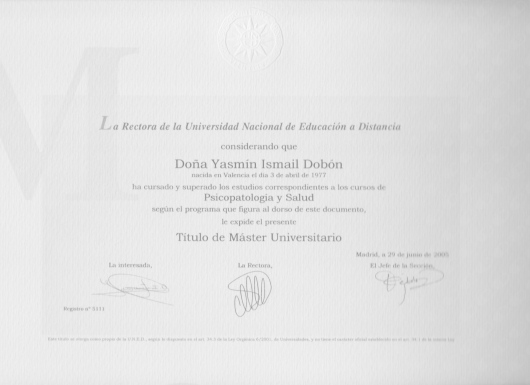 La Rectora de la Universidad Nacional de Educación a Distancia
considerando que
Doña Yasmin Ismail Dobón
nacida en Valencia el día 3 de abril de 1977
ha cursado y superado los estudios correspondientes a los cursos de
Psicopatología y Salud
según el programa que figura al dorso de este documento,
le expide el presente
Título de Máster Universitario
Madrid, a 29 de junio de
La interesada,
La Rectora,
El Jefe de la Sección,
Registro nº